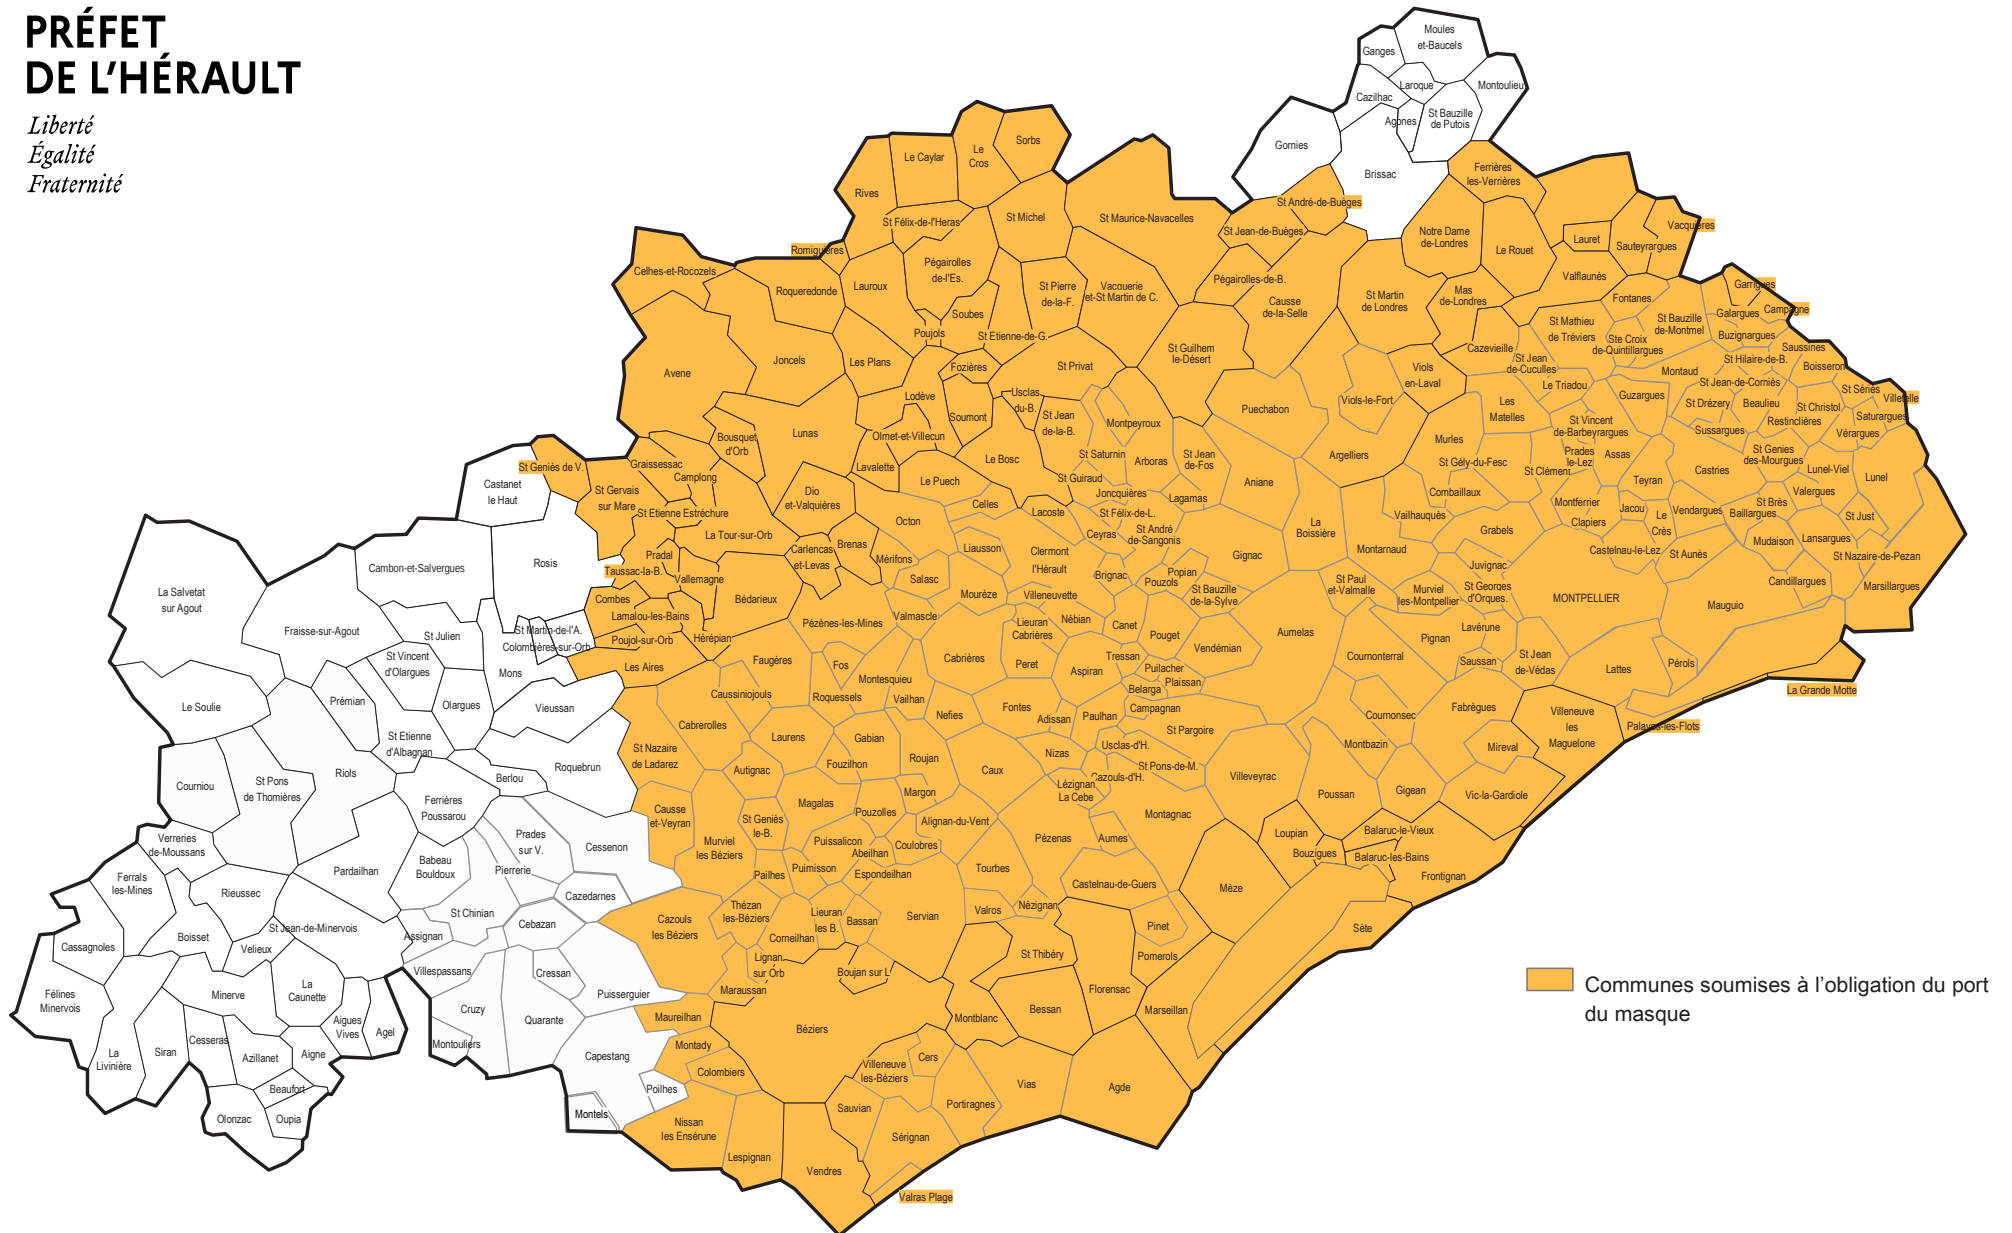 PRÉFET
DE L'HÉRAULT
Liberté
Égalité
Fraternité
Moules
et-Baucels
Ganges
Laroque
Montoulieu
Cazilhac
Agones
St Bauzille
de Putois
Gornies
Brissac
Ferrières
les-Verrières
Sorbs
Le
Cros
Le Caylar
Rives
St Félix-de-l'Heras
St Michel
St Maurice-Navacelles
St André-de-Buèges
St Jean-de-Buèges
Notre Dame
de-Londres
Le Rouet
Lauret
Sauteyrargues
Vacquières
Valflaunès
Romiguières
Celhes-et-Rocozels
Roqueredonde
Lauroux
Pégairolles
de-l'Es.
St Pierre
de-la-F.
Vacquerie
et-St Martin de C.
Pégairolles-de-B.
Causse
de-la-Selle
St Martin
de Londres
Mas
de-Londres
Fontanes
Garrigues
Galargues
Campagne
Soubes
Poujols
St Etienne-de-G.
St Guilhem
le-Désert
Cazevieille
St Mathieu
de Tréviers
Ste Croix
de-Quintillargues
St Bauzille
de-Montmel
Buzignargues
Saussines
Boisseron
St Hilaire-de-B.
Joncels
Les Plans
Fozières
St Privat
Avene
Viols
en-Laval
St Jean
de-Cuculles
Montaud
St Jean-de-Corniès
St Sériès
Villetelle
Le Triadou
Guzargues
St Drézery
Beaulieu
St Christol
Saturargues
Restinclières
Vérargues
Sussargues
Lodève
Soumont
Usclas
du-B.
St Jean
de-la-B.
Montpeyroux
Puechabon
Viols-le-Fort
Les
Matelles
St Vincent
de-Barbeyrargues
Murles
Prades
le-Lez
Assas
St Genies
des-Mourgues
Lunel-Viel
Lunel
Bousquet
d'Orb
Lunas
Olmet-et-Villecun
Lavalette
Le Bosc
Le Puech
St Saturnin
Arboras
St Jean
de-Fos
Argelliers
St Gély-du-Fesc
St Clément
Teyran
Castries
Valergues
St Guiraud
Joncquières
Lagamas
Aniane
Combaillaux
Montferrier
Jacou
Vendargues
St Brès
Baillargues
St Just
Castanet
le Haut
St Geniès de V.
Graissessac
Camplong
St Gervais
sur Mare
St Etienne Estréchure
Dio
et-Valquières
Celles
Octon
Lacoste
St Félix-de-L.
Ceyras
St André
de-Sangonis
La
Boissière
Vailhauquès
Grabels
Clapiers
Le
Crès
Mudaison
Lansargues
St Nazaire-de-Pezan
Marsillargues
La Tour-sur-Orb
Carlencas
et-Levas
Brenas
Mérifons
Liausson
Clermont
l'Hérault
Brignac
Gignac
Montarnaud
Castelnau-le-Lez
St Aunès
Candillargues
Pradal
Taussac-la-B.
Vallemagne
Bédarieux
Salasc
Mourèze
Villeneuvette
Popian
Pouzols
St Bauzille
de-la-Sylve
St Paul
et-Valmalle
Murviel
les-Montpellier
Juvignac
St Georges
d'Orques.
MONTPELLIER
Mauguio
Rosis
Cambon-et-Salvergues
La Salvetat
sur Agout
Combes
Lamalou-les-Bains
Poujol-sur-Orb
Hérépian
Les Aires
Pézènes-les-Mines
Valmascle
Lieuran
Cabrières
Nébian
Canet
Pouget
Aumelas
Vendémian
Pignan
Lavérune
Saussan
St Jean
de-Védas
Lattes
Pérols
La Grande Motte
Palavas-les-Flots
Fraisse-sur-Agout
St Julien
St Martin-de-l'A.
Colombières-sur-Orb
St Vincent
d'Olargues
Mons
Faugères
Fos
Montesquieu
Cabrières
Peret
Aspiran
Tressan
Puilacher
Plaissan
Belarga
Campagnan
Cournonterral
Cournonsec
Fabrègues
Villeneuve
les
Maguelone
Le Soulie
Prémian
Olargues
Vieussan
Caussiniojouls
Roquessels
Vailhan
Nefies
Fontes
Adissan
Paulhan
St Pargoire
Montbazin
Mireval
St Etienne
d'Albagnan
Cabrerolles
Laurens
Gabian
Nizas
Usclas-d'H.
Cazouls-d'H.
St Pons-de-M.
Villeveyrac
Gigean
Vic-la-Gardiole
Courniou
St Pons
de Thomières
Riols
Berlou
Roquebrun
St Nazaire
de Ladarez
Autignac
Fouzilhon
Roujan
Caux
Lézignan
La Cebe
Montagnac
Poussan
Ferrières
Poussarou
Causse
et-Veyran
Magalas
Margon
Pouzolles
Alignan-du-Vent
Pézenas
Aumes
Loupian
Balaruc-le-Vieux
Bouzigues
Balaruc-les-Bains
Frontignan
Verreries
de-Moussans
Prades
sur V.
Cessenon
Murviel
les Béziers
St Geniès
le-B.
Puissalicon
Abeilhan
Coulobres
Pailhes
Puimisson
Espondeilhan
Tourbes
Castelnau-de-Guers
Mèze
Ferrals
les-Mines
Rieussec
Pardailhan
Babeau
Bouldoux
Pierrerie
Cazedarnes
Thézan
les-Béziers
Lieuran
les B.
Bassan
Servian
Valros
Nézignan
Pinet
Sète
St Chinian
Cebazan
Cazouls
les Béziers
Corneilhan
Cassagnoles
Boisset
St Jean-de-Minervois
Velieux
Assignan
Lignan
sur Orb
Boujan sur L
St Thibéry
Pomerols
Villespassans
Cressan
Puisserguier
Maraussan
Florensac
Félines
Minervois
Minerve
La
Caunette
Cruzy
Quarante
Maureilhan
Béziers
Montblanc
Bessan
Marseillan
Communes soumises à l'obligation du port
du masque
Aigues
Vives
Agel
Montouliers
Capestang
Montady
Colombiers
Villeneuve
les-Béziers
Cers
Vias
Agde
La
Livinière
Siran
Cesseras
Azillanet
Aigne
Beaufort
Poilhes
Olonzac
Oupia
Montels
Nissan
les Ensérune
Sauvian
Portiragnes
Sérignan
Lespignan
Vendres
Valras Plage